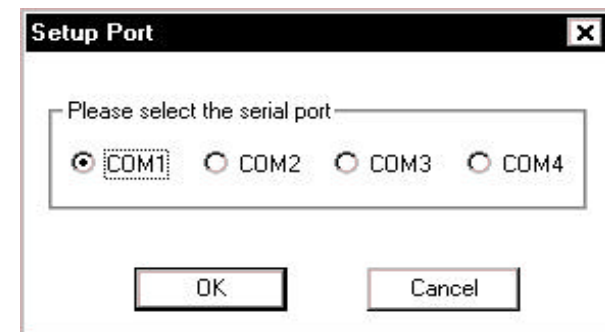 Setup Port
Please select the serial port
COM1 COM2 COM3 COM4
OK Cancel